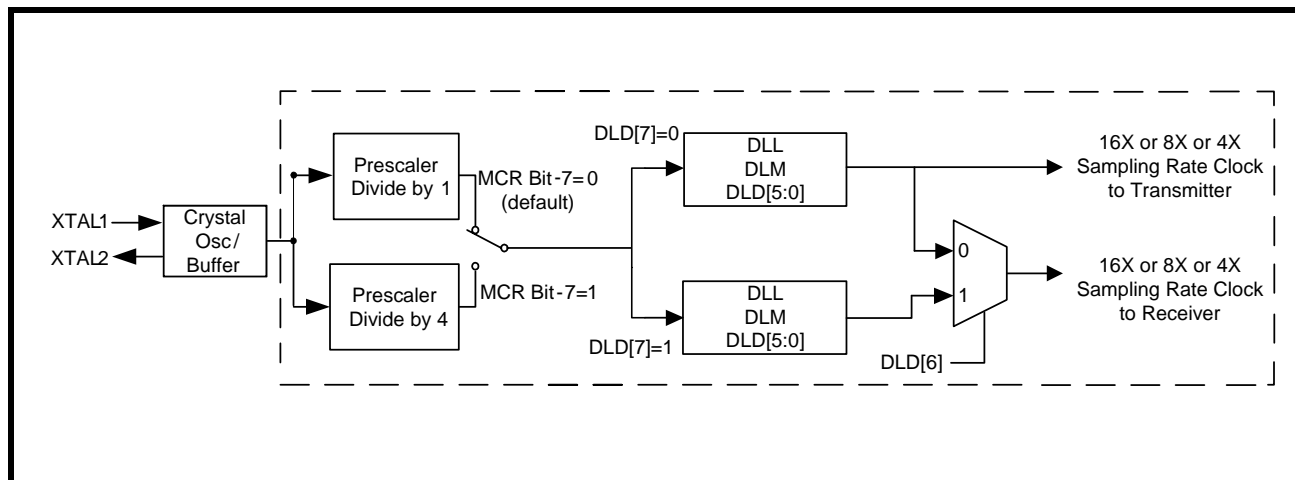 XTAL1
XTAL2
Crystal
Osc/
Buffer
Prescaler
Divide by 1
MCR Bit-7=0
(default)
Prescaler
Divide by 4
MCR Bit-7=1
DLD[7]=0
DLL
DLM
DLD[5:0]
DLD[7]=1
DLL
DLM
DLD[5:0]
0
1
DLD[6]
16X or 8X or 4X
Sampling Rate Clock
to Transmitter
16X or 8X or 4X
Sampling Rate Clock
to Receiver